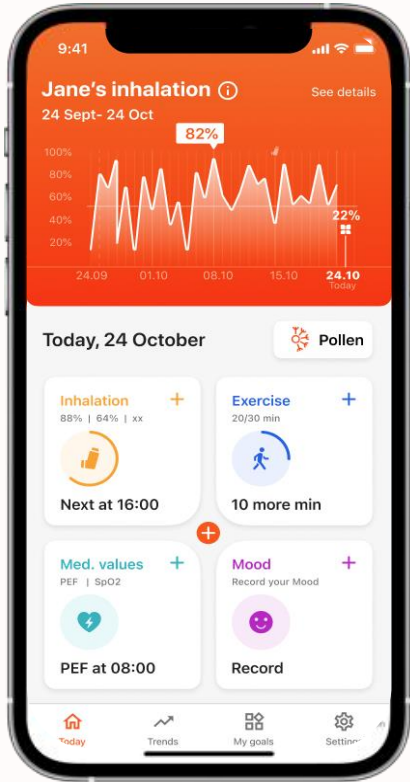 9:41
Jane's inhalation
See details
24 Sept- 24 Oct
82%
100%
80%
60%
40%
20%
22%
24.09 01.10 08.10 15.10 24.10
Today
Today, 24 October
Pollen
Inhalation +
88% | 64% | xx
Next at 16:00
Exercise +
20/30 min
10 more min
+
Med. values +
PEF | SpO2
PEF at 08:00
Mood +
Record your Mood
Record
Today Trends My goals